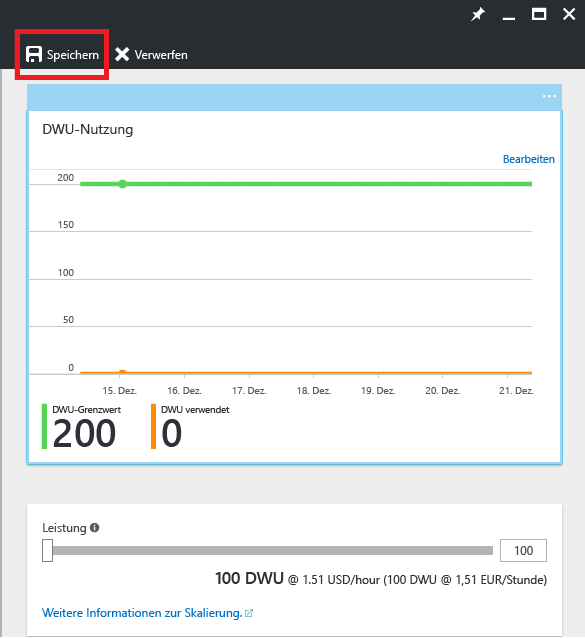 Speichern Verwerfen
DWU-Nutzung
Bearbeiten
200
150
100
50
0
15. Dez. 16. Dez. 17. Dez. 18. Dez. 19. Dez. 20. Dez. 21. Dez.
DWU-Grenzwert DWU verwendet
200 0
Leistung
100
100 DWU @ 1.51 USD/hour (100 DWU @ 1,51 EUR/Stunde)
Weitere Informationen zur Skalierung.